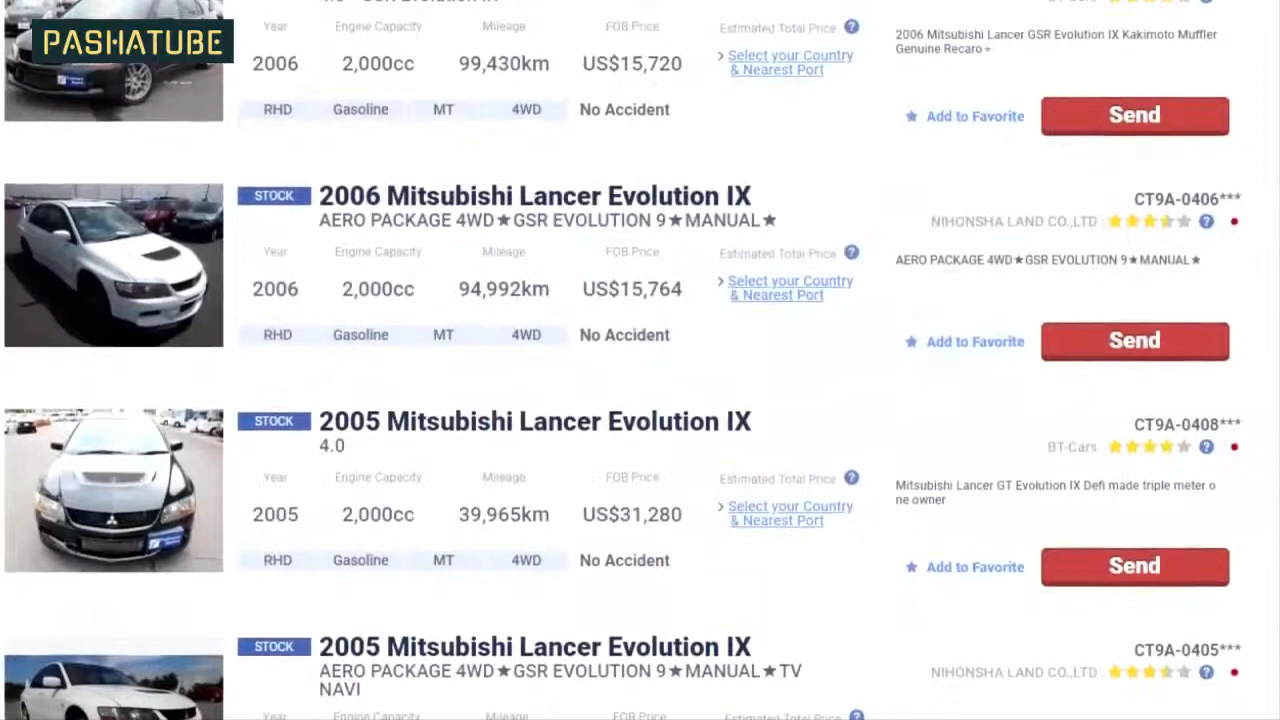 PASHATUBE
Year Engine Capacity Mileage FOB Price Estimated Total Price ?
2006 2,000cc 99,430km US$15,720 > Select your Country
& Nearest Port
RHD Gasoline MT 4WD No Accident
2006 Mitsubishi Lancer GSR Evolution IX Kakimoto Muffler
Genuine Recaro +
★ Add to Favorite Send
STOCK 2006 Mitsubishi Lancer Evolution IX
AERO PACKAGE 4WD★GSR EVOLUTION 9★MANUAL★
Year Engine Capacity Mileage FOB Price Estimated Total Price ?
2006 2,000cc 94,992km US$15,764 > Select your Country
& Nearest Port
RHD Gasoline MT 4WD No Accident
CT9A-0406***
NIHONSHA LAND CO.,LTD ?
AERO PACKAGE 4WD★GSR EVOLUTION 9★MANUAL★
★ Add to Favorite Send
STOCK 2005 Mitsubishi Lancer Evolution IX
4.0
Year Engine Capacity Mileage FOB Price Estimated Total Price ?
2005 2,000cc 39,965km US$31,280 > Select your Country
& Nearest Port
RHD Gasoline MT 4WD No Accident
CT9A-0408***
BT-Cars ?
Mitsubishi Lancer GT Evolution IX Defi made triple meter o
ne owner
★ Add to Favorite Send
STOCK 2005 Mitsubishi Lancer Evolution IX
AERO PACKAGE 4WD★GSR EVOLUTION 9★MANUAL★TV
NAVI
Year Engine Capacity Mileage FOB Price Estimated Total Price ?
CT9A-0405***
NIHONSHA LAND CO.,LTD ?